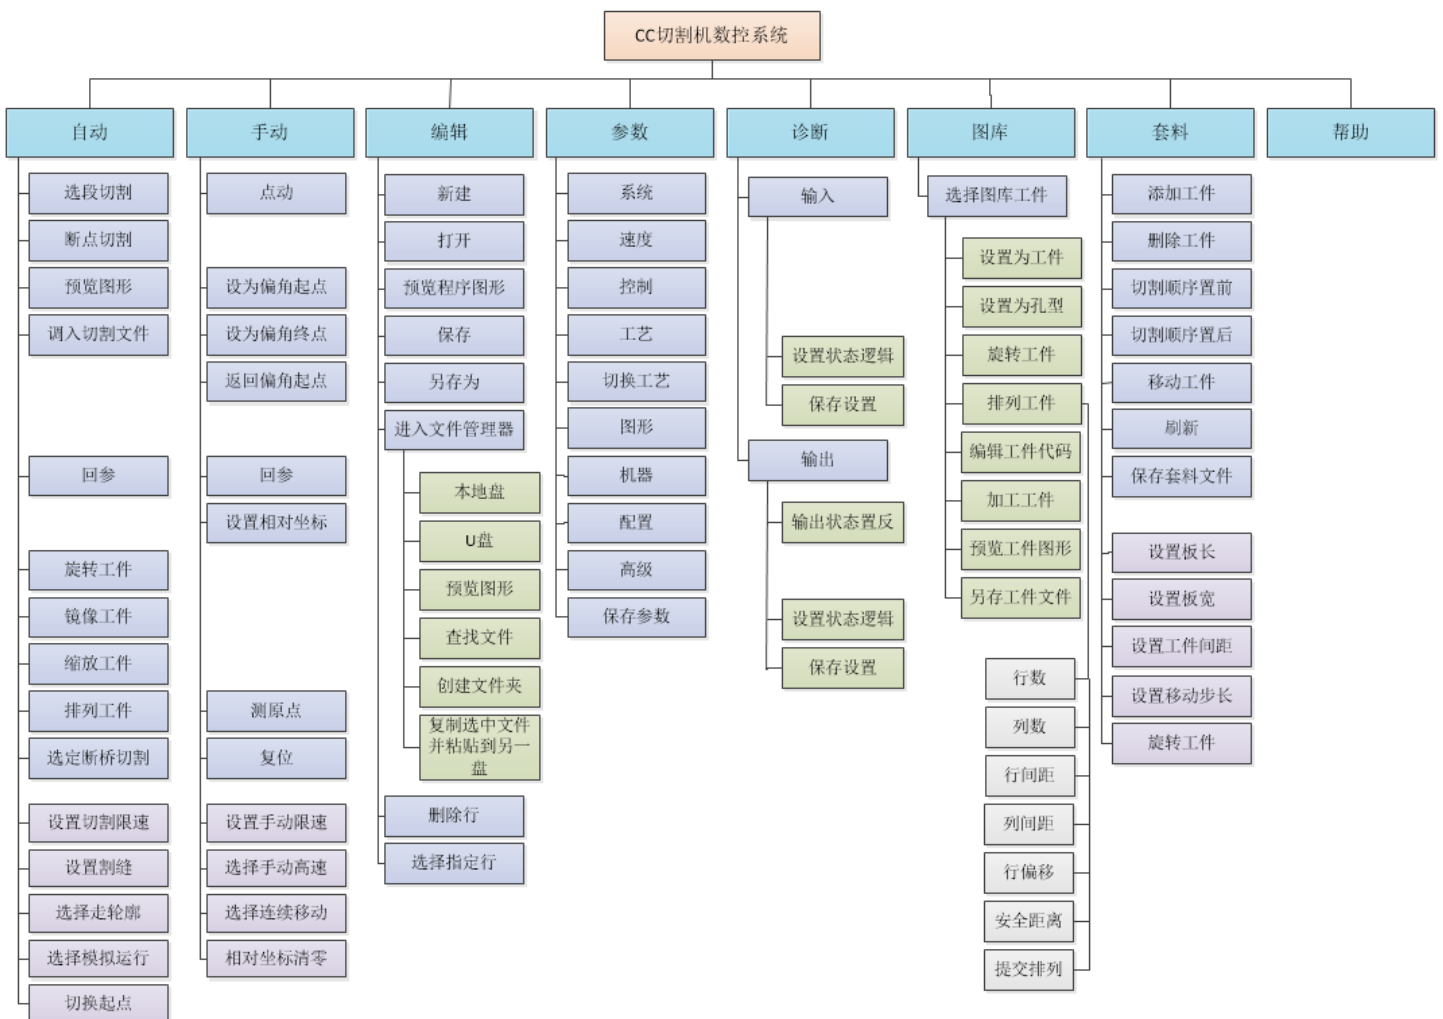 CC切割机数控系统
自动
手动
编辑
参数
诊断
图库
套料
帮助
选段切割
断点切割
预览图形
调入切割文件
回参
旋转工件
镜像工件
缩放工件
排列工件
选定断桥切割
设置切割限速
设置割缝
选择走轮廓
选择模拟运行
切换起点
点动
设为偏角起点
设为偏角终点
返回偏角起点
回参
设置相对坐标
测原点
复位
设置手动限速
选择手动高速
选择连续移动
相对坐标清零
新建
打开
预览程序图形
保存
另存为
进入文件管理器
本地盘
U盘
预览图形
查找文件
创建文件夹
复制选中文件
并粘贴到另一
盘
删除行
选择指定行
系统
速度
控制
工艺
切换工艺
图形
机器
配置
高级
保存参数
输入
设置状态逻辑
保存设置
输出
输出状态置反
设置状态逻辑
保存设置
选择图库工件
设置为工件
设置为孔型
旋转工件
排列工件
编辑工件代码
加工工件
预览工件图形
另存工件文件
行数
列数
行间距
列间距
行偏移
安全距离
提交排列
添加工件
删除工件
切割顺序置前
切割顺序置后
移动工件
刷新
保存套料文件
设置板长
设置板宽
设置工件间距
设置移动步长
旋转工件